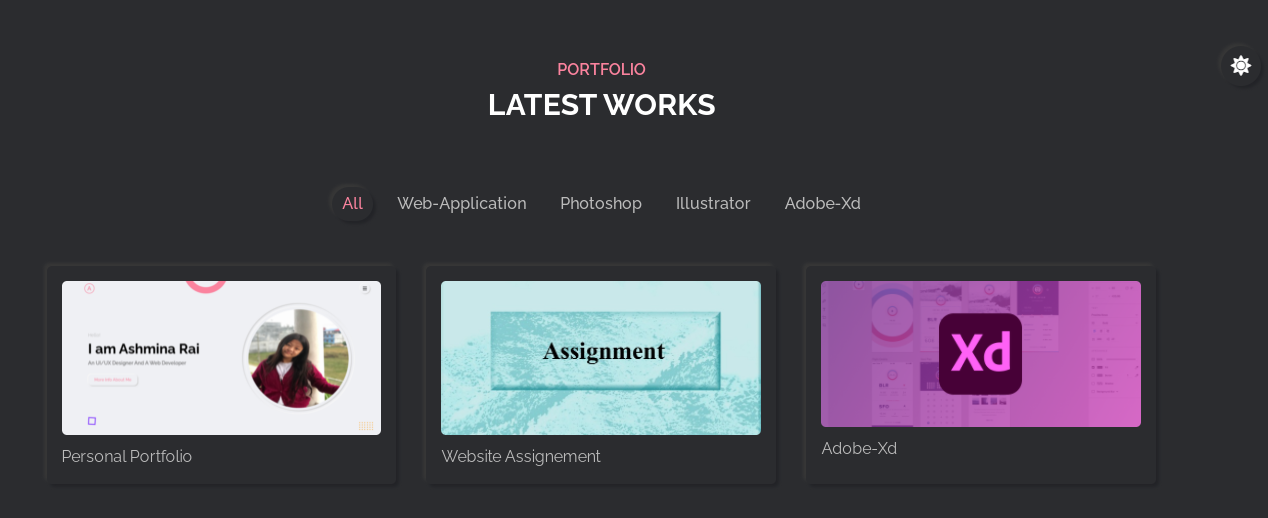 PORTFOLIO
LATEST WORKS
All Web-Application Photoshop Illustrator Adobe-Xd
I am Ashmina Rai
An UI/UX Designer And A Web Developer
Personal Portfolio
Assignment
Website Assignement
Xd
Adobe-Xd